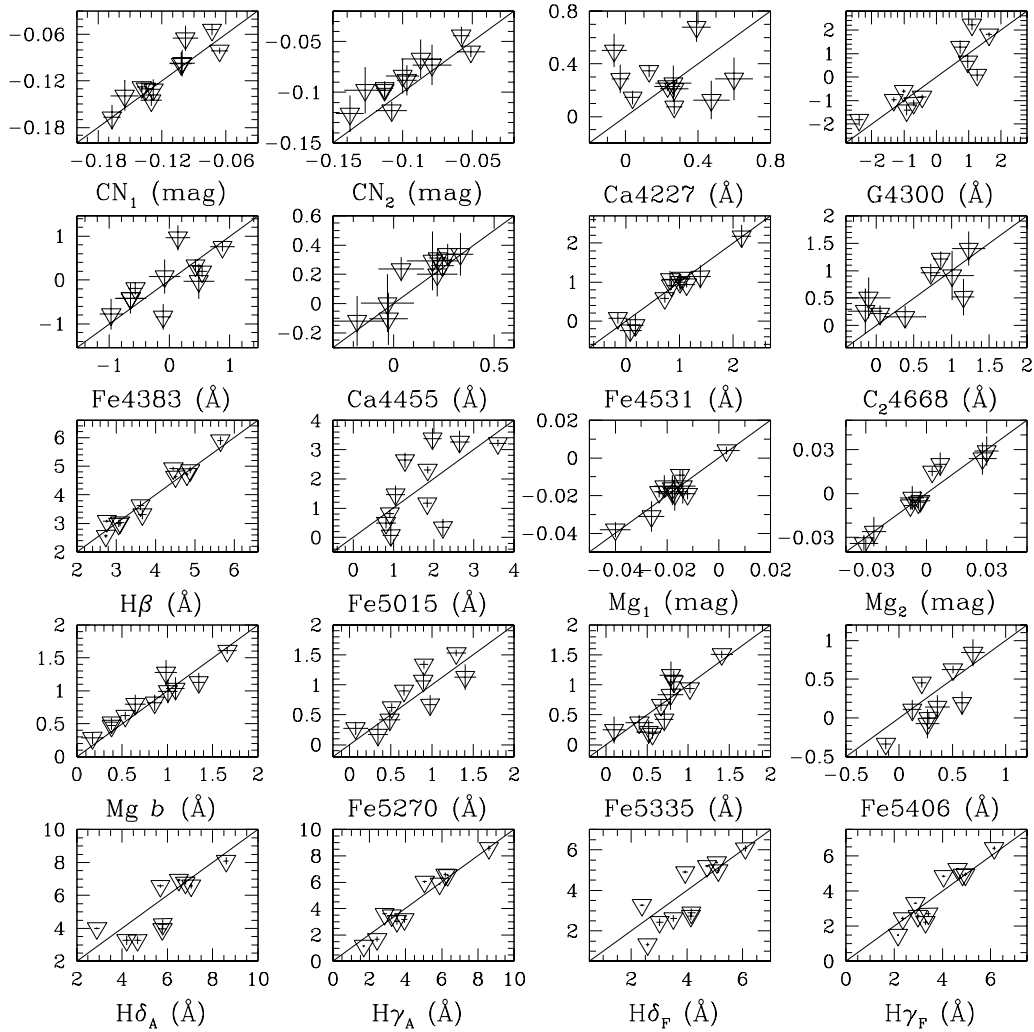 −0.06 −0.12 −0.18
−0.18 −0.12 −0.06
CN₁ (mag)
−0.05 −0.1 −0.15
−0.15 −0.1 −0.05
CN₂ (mag)
0.8 0.4 0
0 0.4 0.8
Ca4227 (Å)
2 1 0 −1 −2
−2 0 2
G4300 (Å)
1 0 −1
−1 0 1
Fe4383 (Å)
0.6 0.4 0.2 0 −0.2
0 0.5
Ca4455 (Å)
2 1 0
0 1 2
Fe4531 (Å)
2 1.5 1 0.5 0
0 0.5 1 1.5 2
C₂4668 (Å)
6 5 4 3 2
2 3 4 5 6
Hβ (Å)
4 3 2 1 0
0 1 2 3 4
Fe5015 (Å)
0.02 0 −0.02 −0.04
−0.04 −0.02 0 0.02
Mg₁ (mag)
0.03 0 −0.03
−0.03 0 0.03
Mg₂ (mag)
2 1.5 1 0.5 0
0 0.5 1 1.5 2
Mg b (Å)
2 1.5 1 0.5 0
0 0.5 1 1.5 2
Fe5270 (Å)
2 1.5 1 0.5 0
0 0.5 1 1.5 2
Fe5335 (Å)
1 0.5 0 −0.5
−0.5 0 0.5 1
Fe5406 (Å)
10 8 6 4 2
2 4 6 8 10
Hδ_A (Å)
10 8 6 4 2 0
0 2 4 6 8 10
Hγ_A (Å)
6 4 2
2 4 6
Hδ_F (Å)
8 6 4 2 0
0 2 4 6
Hγ_F (Å)